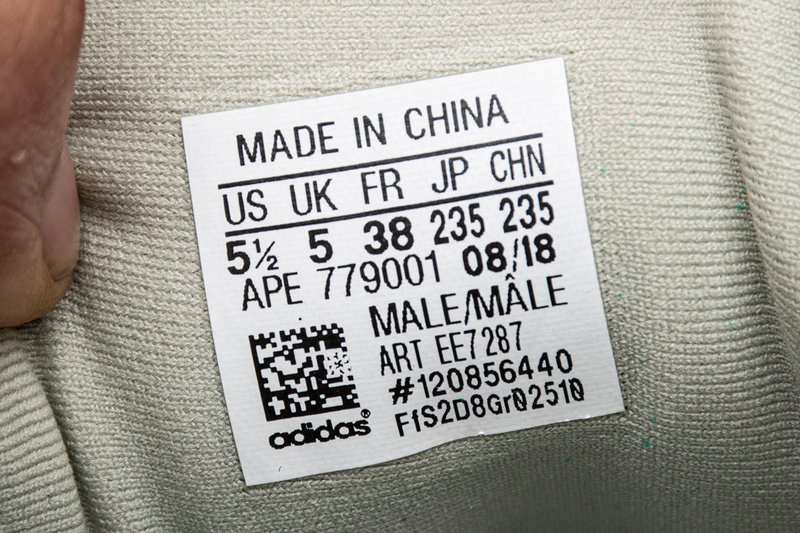 MADE IN CHINA
US UK FR JP CHN
5½ 5 38 235 235
APE 779001 08/18
MALE/MÂLE
ART EE7287
#120856440
FfS2D8Gr02510
adidas®